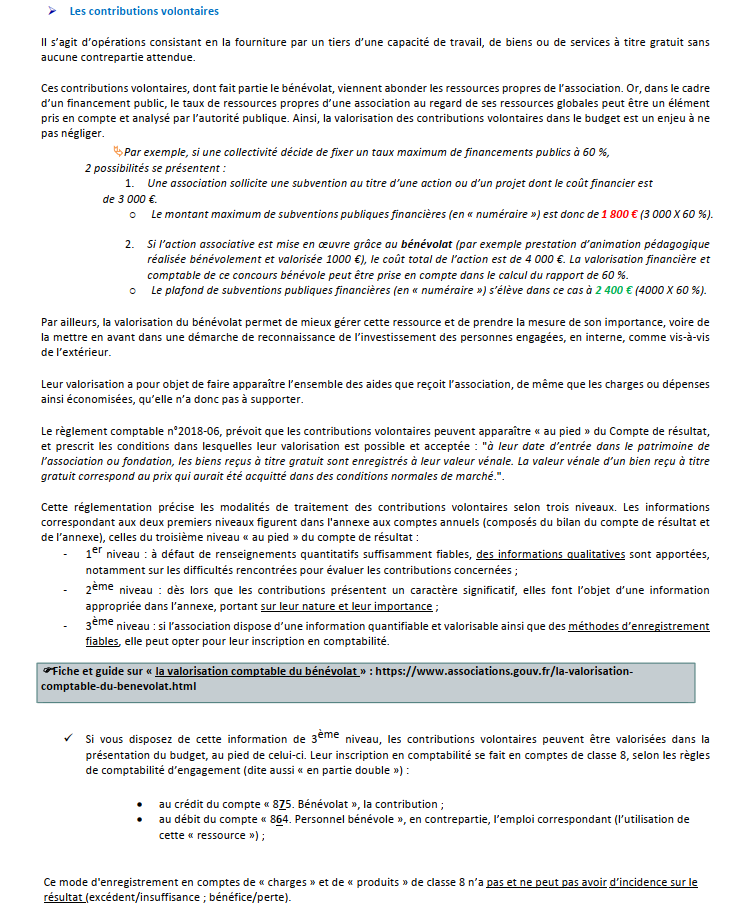 ➢ Les contributions volontaires
Il s’agit d’opérations consistant en la fourniture par un tiers d’une capacité de travail, de biens ou de services à titre gratuit sans
aucune contrepartie attendue.
Ces contributions volontaires, dont fait partie le bénévolat, viennent abonder les ressources propres de l’association. Or, dans le cadre
d’un financement public, le taux de ressources propres d’une association au regard de ses ressources globales peut être un élément
pris en compte et analysé par l’autorité publique. Ainsi, la valorisation des contributions volontaires dans le budget est un enjeu à ne
pas négliger.
Par exemple, si une collectivité décide de fixer un taux maximum de financements publics à 60 %,
2 possibilités se présentent :
1. Une association sollicite une subvention au titre d’une action ou d’un projet dont le coût financier est
de 3 000 €.
o Le montant maximum de subventions publiques financières (en « numéraire ») est donc de 1 800 € (3 000 X 60 %).
2. Si l’action associative est mise en œuvre grâce au bénévolat (par exemple prestation d’animation pédagogique
réalisée bénévolement et valorisée 1000 €), le coût total de l’action est de 4 000 €. La valorisation financière et
comptable de ce concours bénévole peut être prise en compte dans le calcul du rapport de 60 %.
o Le plafond de subventions publiques financières (en « numéraire ») s’élève dans ce cas à 2 400 € (4000 X 60 %).
Par ailleurs, la valorisation du bénévolat permet de mieux gérer cette ressource et de prendre la mesure de son importance, voire de
la mettre en avant dans une démarche de reconnaissance de l’investissement des personnes engagées, en interne, comme vis-à-vis
de l’extérieur.
Leur valorisation a pour objet de faire apparaître l’ensemble des aides que reçoit l’association, de même que les charges ou dépenses
ainsi économisées, qu’elle n’a donc pas à supporter.
Le règlement comptable n°2018-06, prévoit que les contributions volontaires peuvent apparaître « au pied » du Compte de résultat,
et prescrit les conditions dans lesquelles leur valorisation est possible et acceptée : "à leur date d’entrée dans le patrimoine de
l’association ou fondation, les biens reçus à titre gratuit sont enregistrés à leur valeur vénale. La valeur vénale d’un bien reçu à titre
gratuit correspond au prix qui aurait été acquitté dans des conditions normales de marché.".
Cette réglementation précise les modalités de traitement des contributions volontaires selon trois niveaux. Les informations
correspondant aux deux premiers niveaux figurent dans l'annexe aux comptes annuels (composés du bilan du compte de résultat et
de l’annexe), celles du troisième niveau « au pied » du compte de résultat :
- 1er niveau : à défaut de renseignements quantitatifs suffisamment fiables, des informations qualitatives sont apportées,
notamment sur les difficultés rencontrées pour évaluer les contributions concernées ;
- 2ème niveau : dès lors que les contributions présentent un caractère significatif, elles font l’objet d’une information
appropriée dans l’annexe, portant sur leur nature et leur importance ;
- 3ème niveau : si l’association dispose d’une information quantifiable et valorisable ainsi que des méthodes d’enregistrement
fiables, elle peut opter pour leur inscription en comptabilité.
☞Fiche et guide sur « la valorisation comptable du bénévolat » : https://www.associations.gouv.fr/la-valorisation-
comptable-du-benevolat.html
✓ Si vous disposez de cette information de 3ème niveau, les contributions volontaires peuvent être valorisées dans la
présentation du budget, au pied de celui-ci. Leur inscription en comptabilité se fait en comptes de classe 8, selon les règles
de comptabilité d’engagement (dite aussi « en partie double ») :
• au crédit du compte « 875. Bénévolat », la contribution ;
• au débit du compte « 864. Personnel bénévole », en contrepartie, l’emploi correspondant (l’utilisation de
cette « ressource ») ;
Ce mode d'enregistrement en comptes de « charges » et de « produits » de classe 8 n’a pas et ne peut pas avoir d’incidence sur le
résultat (excédent/insuffisance ; bénéfice/perte).